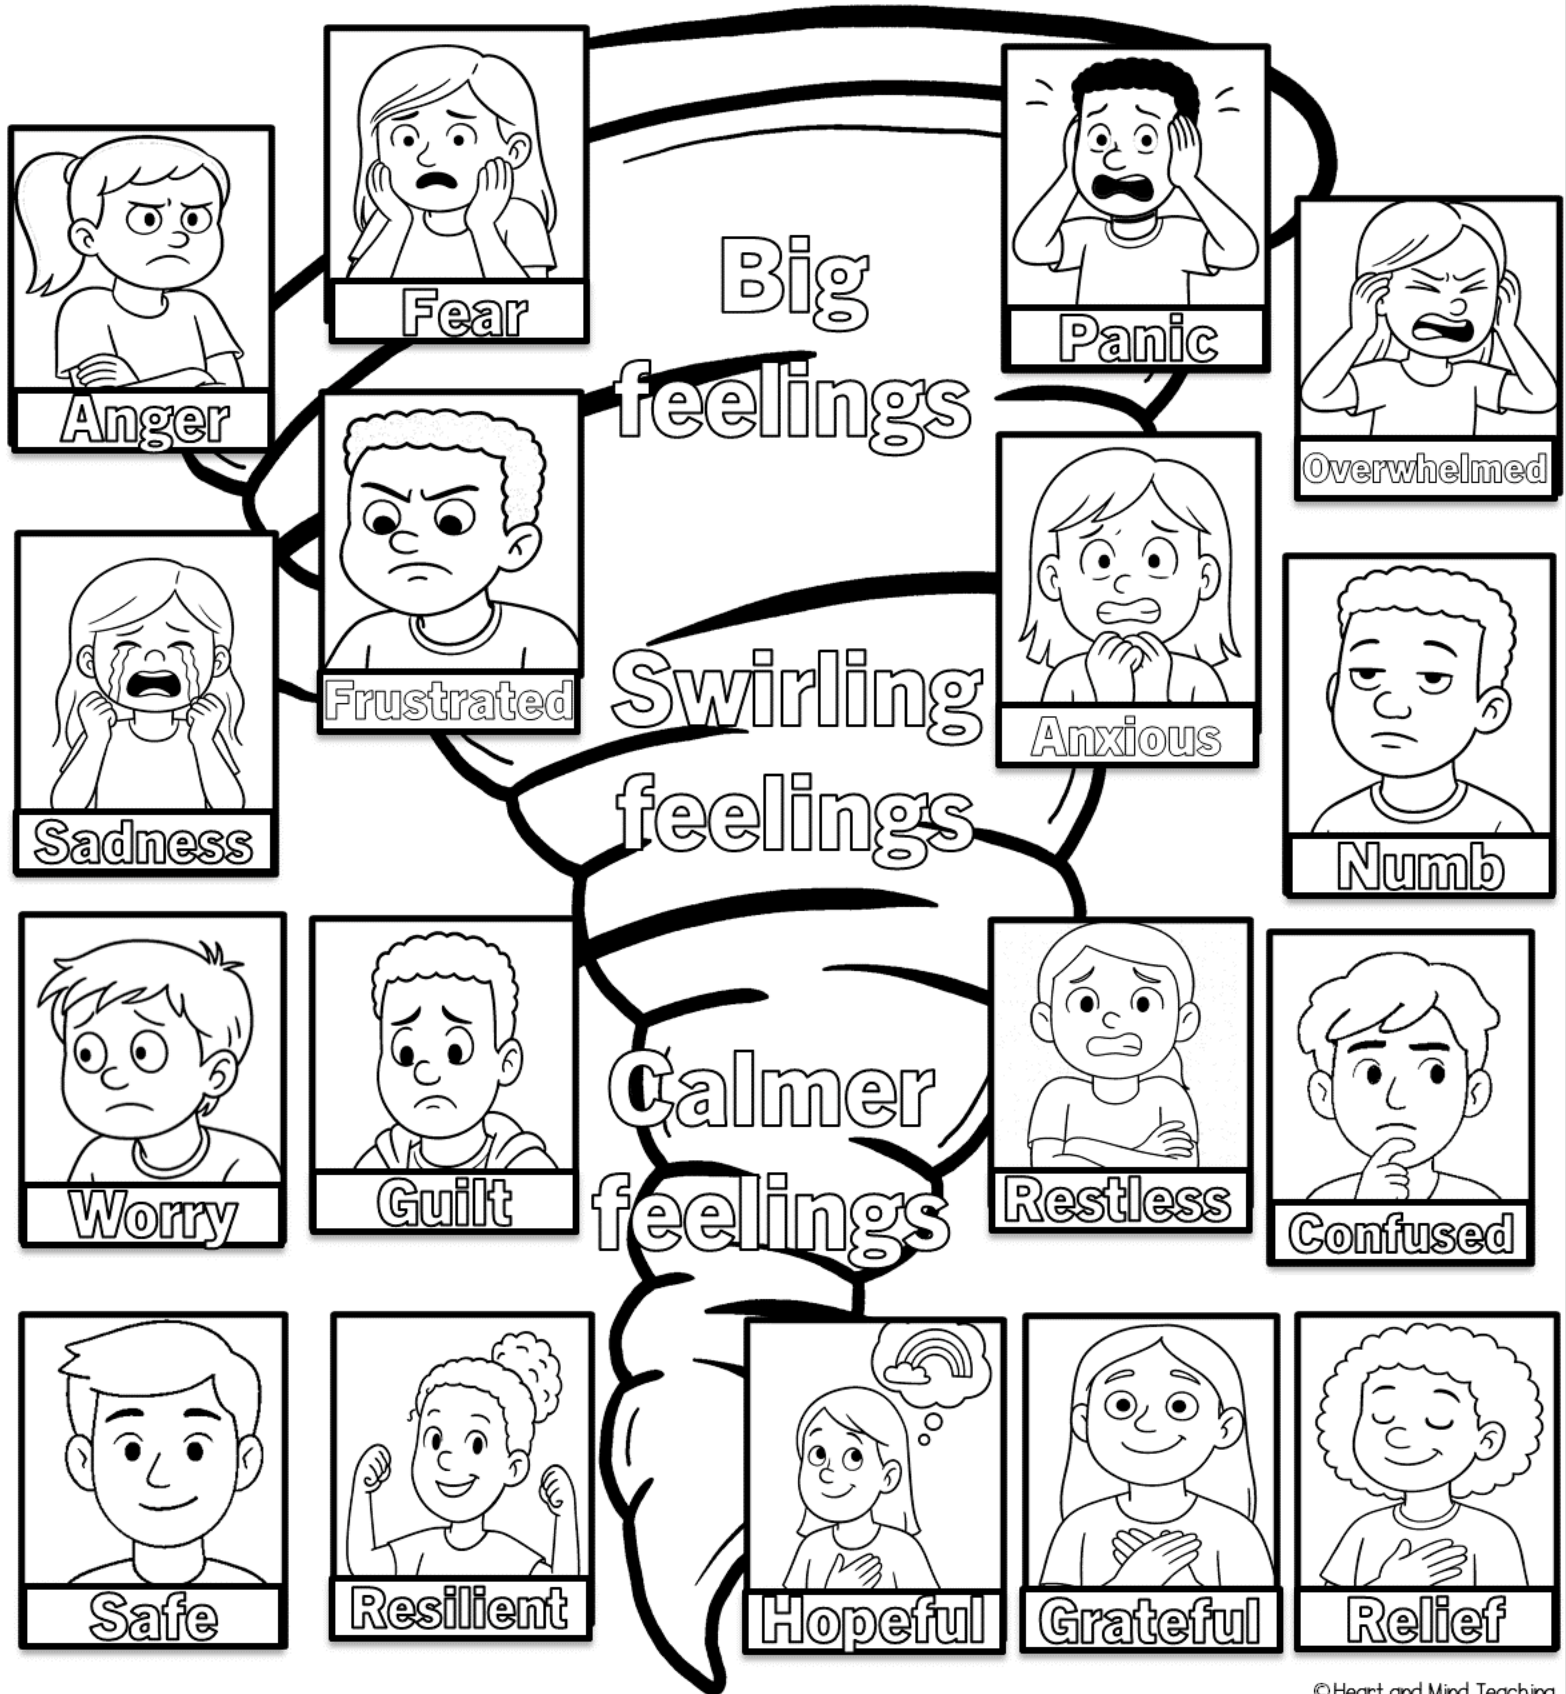 Fear
Panic
Anger
Big
feelings
Overwhelmed
Frustrated
Swirling
feelings
Anxious
Sadness
Numb
Worry
Guilt
Calmer
feelings
Restless
Confused
Safe
Resilient
Hopeful
Grateful
Relief
©Heart and Mind Teaching